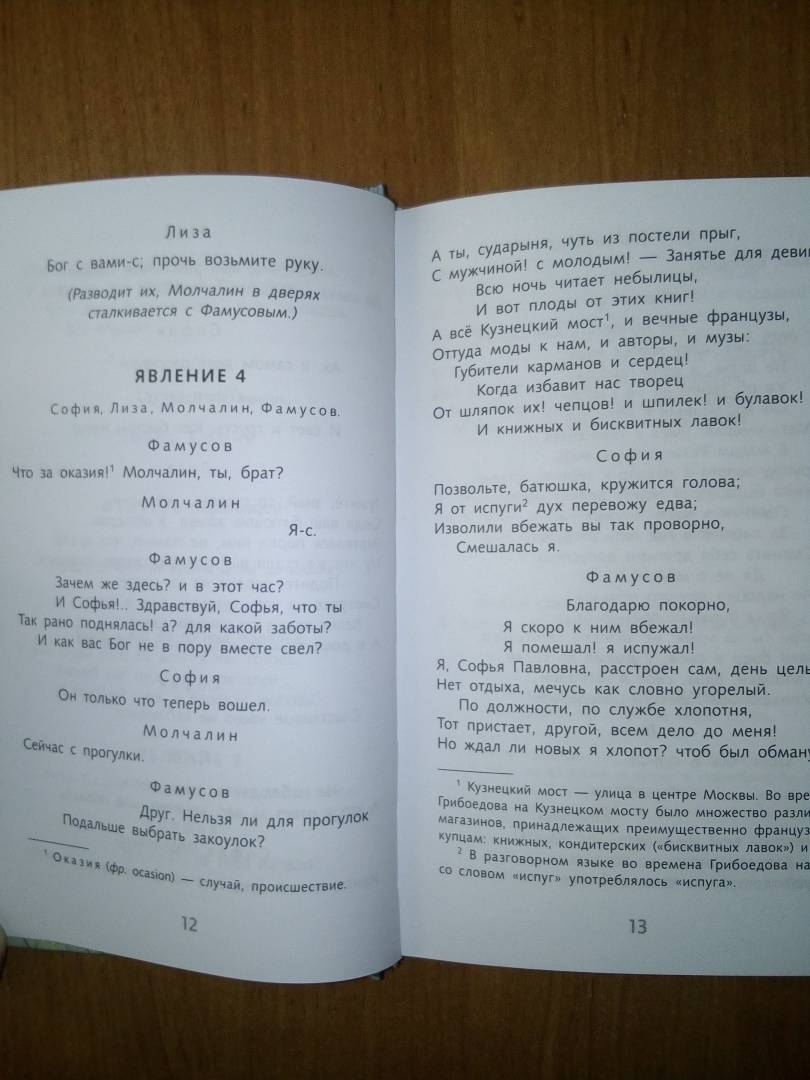 Лиза
Бог с вами-с; прочь возьмите руку.
(Разводит их, Молчалин в дверях
сталкивается с Фамусовым.)
ЯВЛЕНИЕ 4
София, Лиза, Молчалин, Фамусов.
Фамусов
Что за оказия!¹ Молчалин, ты, брат?
Молчалин
Я-с.
Фамусов
Зачем же здесь? и в этот час?
И Софья!.. Здравствуй, Софья, что ты
Так рано поднялась! а? для какой заботы?
И как вас Бог не в пору вместе свел?
София
Он только что теперь вошел.
Молчалин
Сейчас с прогулки.
Фамусов
Друг. Нельзя ли для прогулок
Подальше выбрать закоулок?
¹ Оказия (фр. ocasion) — случай, происшествие.
12
А ты, сударыня, чуть из постели прыг,
С мужчиной! с молодым! — Занятье для
Всю ночь читает небылицы,
И вот плоды от этих книг!
А всё Кузнецкий мост¹, и вечные французы,
Оттуда моды к нам, и авторы, и музы:
Губители карманов и сердец!
Когда избавит нас творец
От шляпок их! чепцов! и шпилек! и булавок!
И книжных и бисквитных лавок!
София
Позвольте, батюшка, кружится голова;
Я от испуги² дух перевожу едва;
Изволили вбежать вы так проворно,
Смешалась я.
Фамусов
Благодарю покорно,
Я скоро к ним вбежал!
Я помешал! я испужал!
Я, Софья Павловна, расстроен сам, день
Нет отдыха, мечусь как словно угорелый.
По должности, по службе хлопотня,
Тот пристает, другой, всем дело до меня!
Но ждал ли новых я хлопот? чтоб был
¹ Кузнецкий мост — улица в центре Москвы. Во
Грибоедова на Кузнецком мосту было множество
магазинов, принадлежащих преимущественно
купцам: книжных, кондитерских («бисквитных лавок») и
² В разговорном языке во времена Грибоедова
со словом «испуг» употреблялось «испуга».
13